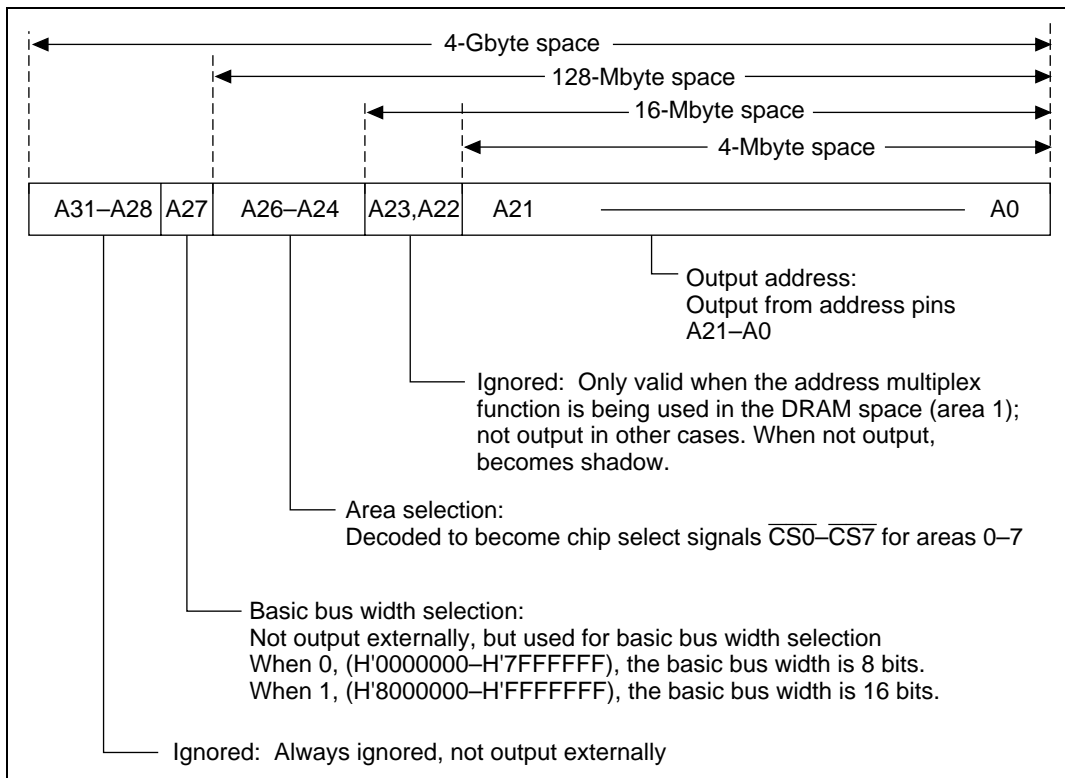 4-Gbyte space
128-Mbyte space
16-Mbyte space
4-Mbyte space
A31–A28 A27 A26–A24 A23,A22 A21 A0
Output address:
Output from address pins
A21–A0
Ignored: Only valid when the address multiplex
function is being used in the DRAM space (area 1);
not output in other cases. When not output,
becomes shadow.
Area selection:
Decoded to become chip select signals C̅S̅0̅–C̅S̅7̅ for areas 0–7
Basic bus width selection:
Not output externally, but used for basic bus width selection
When 0, (H'0000000–H'7FFFFFF), the basic bus width is 8 bits.
When 1, (H'8000000–H'FFFFFFF), the basic bus width is 16 bits.
Ignored: Always ignored, not output externally